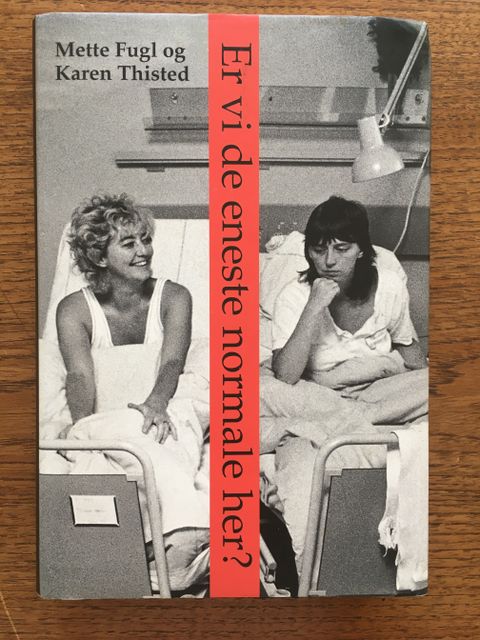 Mette Fugl og
Karen Thisted
Er vi de eneste normale her?